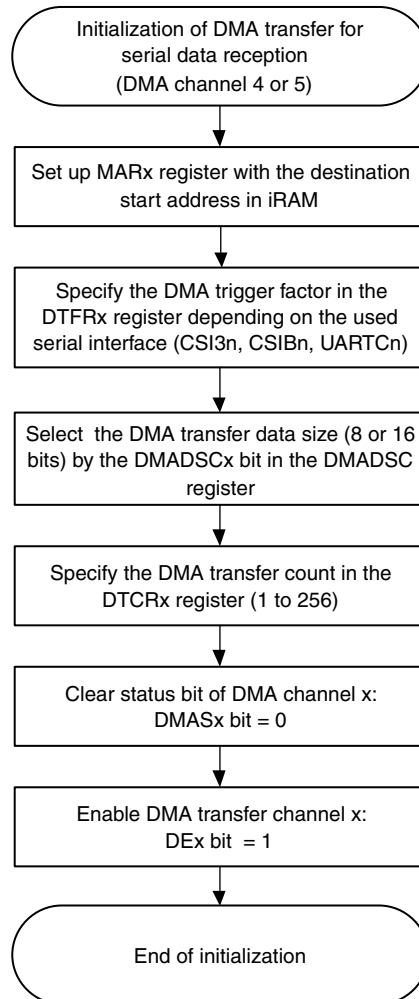 Initialization of DMA transfer for
serial data reception
(DMA channel 4 or 5)
Set up MARx register with the destination
start address in iRAM
Specify the DMA trigger factor in the
DTFRx register depending on the used
serial interface (CSI3n, CSIBn, UARTCn)
Select the DMA transfer data size (8 or 16
bits) by the DMADSCx bit in the DMADSC
register
Specify the DMA transfer count in the
DTCRx register (1 to 256)
Clear status bit of DMA channel x:
DMASx bit = 0
Enable DMA transfer channel x:
DEx bit = 1
End of initialization